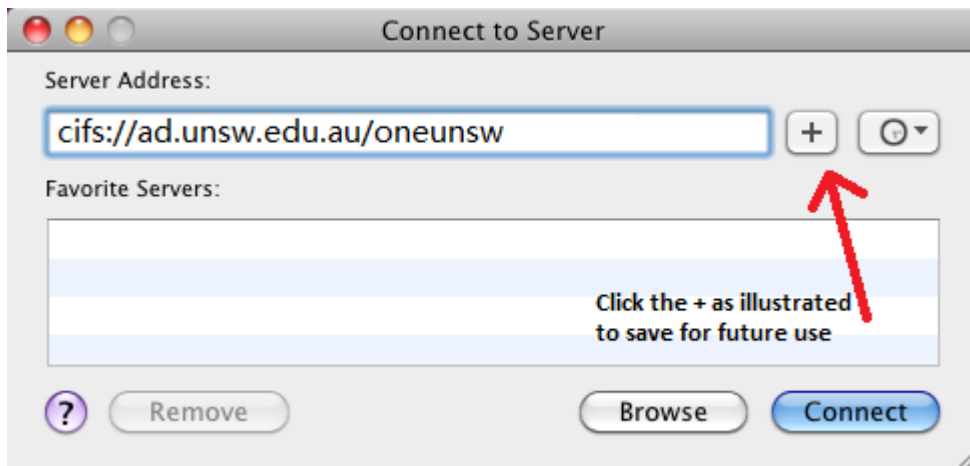 Connect to Server
Server Address:
cifs://ad.unsw.edu.au/oneunsw
+
Favorite Servers:
Click the + as illustrated
to save for future use
? Remove Browse Connect